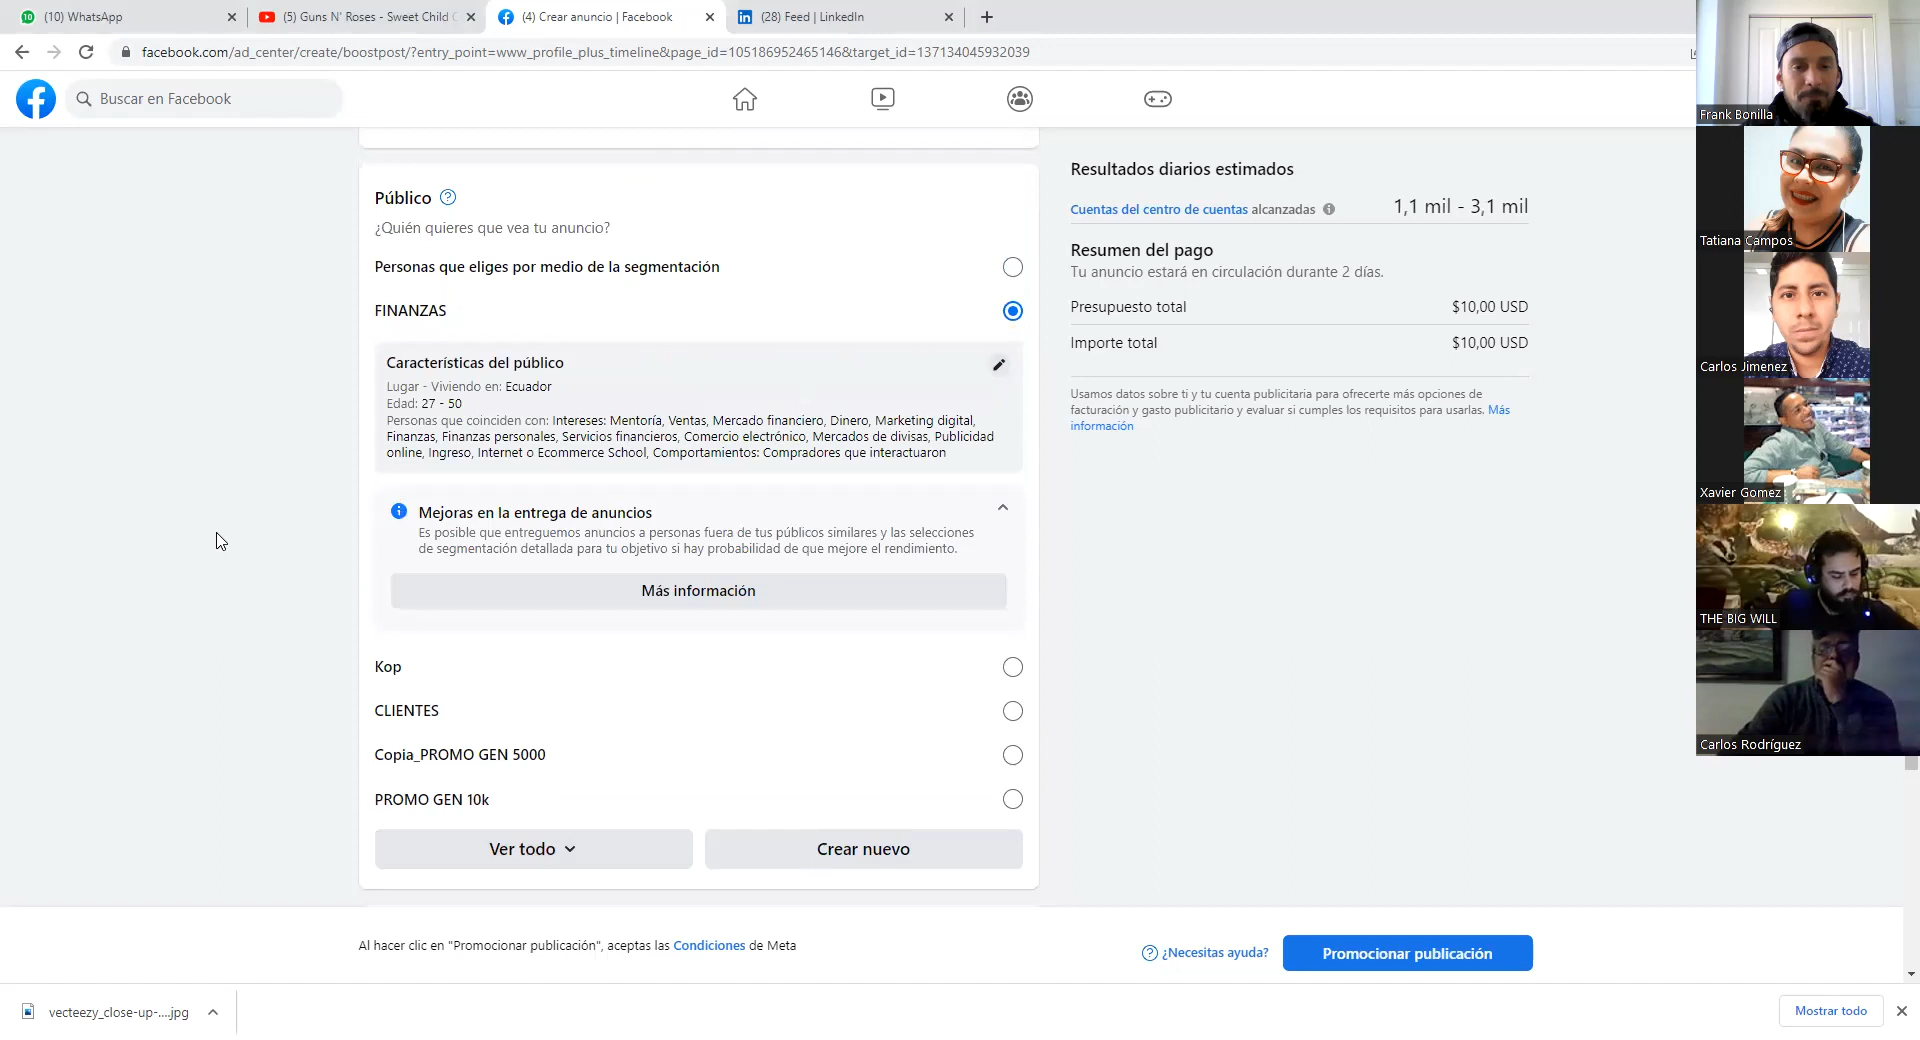 (10) WhatsApp
(5) Guns N' Roses - Sweet Child
(4) Crear anuncio | Facebook
(28) Feed | LinkedIn
facebook.com/ad_center/create/boostpost/?entry_point=www_profile_plus_timeline&page_id=105186952465146&target_id=137134045932039
Buscar en Facebook
Público
¿Quién quieres que vea tu anuncio?
Personas que eliges por medio de la segmentación
FINANZAS
Características del público
Lugar - Viviendo en: Ecuador
Edad: 27 - 50
Personas que coinciden con: Intereses: Mentoría, Ventas, Mercado financiero, Dinero, Marketing digital,
Finanzas, Finanzas personales, Servicios financieros, Comercio electrónico, Mercados de divisas, Publicidad
online, Ingreso, Internet o Ecommerce School, Comportamientos: Compradores que interactuaron
Mejoras en la entrega de anuncios
Es posible que entreguemos anuncios a personas fuera de tus públicos similares y las selecciones
de segmentación detallada para tu objetivo si hay probabilidad de que mejore el rendimiento.
Más información
Kop
CLIENTES
Copia_PROMO GEN 5000
PROMO GEN 10k
Ver todo
Crear nuevo
Resultados diarios estimados
Cuentas del centro de cuentas alcanzadas 1,1 mil - 3,1 mil
Resumen del pago
Tu anuncio estará en circulación durante 2 días.
Presupuesto total $10,00 USD
Importe total $10,00 USD
Usamos datos sobre ti y tu cuenta publicitaria para ofrecerte más opciones de
facturación y gasto publicitario y evaluar si cumples los requisitos para usarlas. Más
información
Al hacer clic en "Promocionar publicación", aceptas las Condiciones de Meta
¿Necesitas ayuda?
Promocionar publicación
vecteezy_close-up-....jpg
Mostrar todo
Frank Bonilla
Tatiana Campos
Carlos Jimenez
Xavier Gomez
THE BIG WILL
Carlos Rodríguez